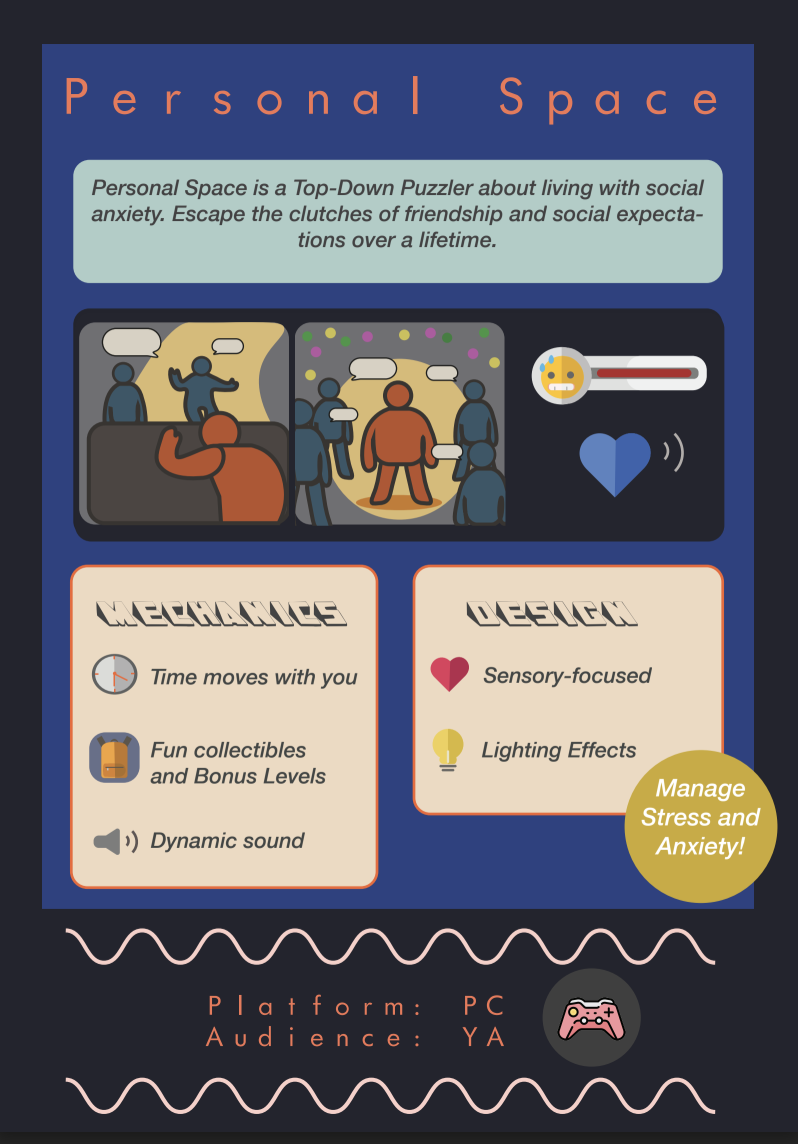 Personal Space
Personal Space is a Top-Down Puzzler about living with social
anxiety. Escape the clutches of friendship and social expecta-
tions over a lifetime.
MECHANICS
Time moves with you
Fun collectibles
and Bonus Levels
Dynamic sound
DESIGN
Sensory-focused
Lighting Effects
Manage
Stress and
Anxiety!
Platform: PC
Audience: YA